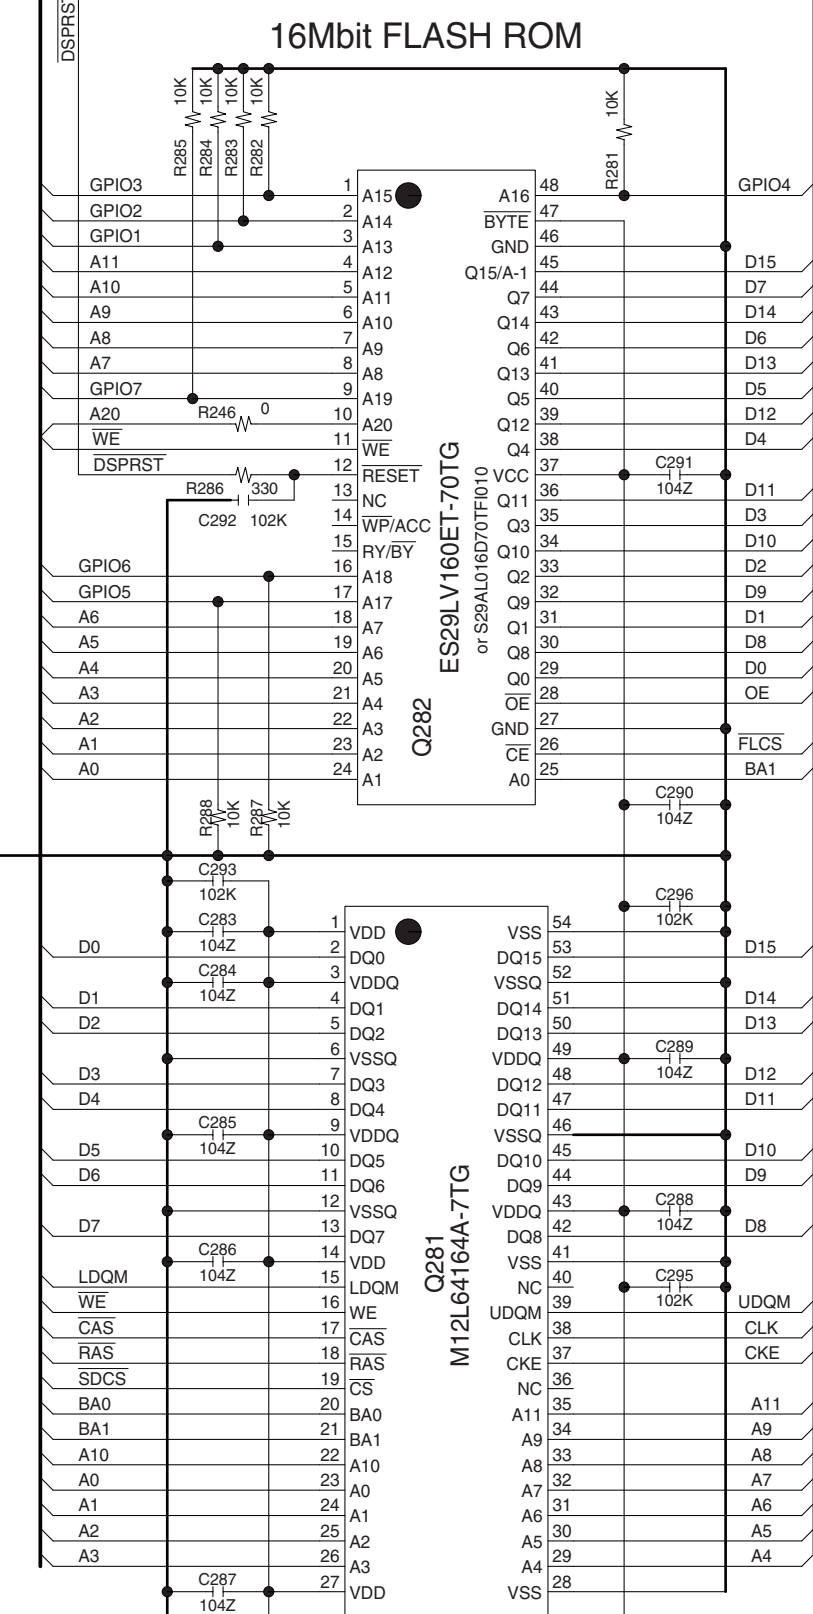 DSPRST
16Mbit FLASH ROM
10K 10K 10K 10K 10K
R285 R284 R283 R282 R281
GPIO3 1 A15 A16 48 GPIO4
GPIO2 2 A14 BYTE 47
GPIO1 3 A13 GND 46
A11 4 A12 Q15/A-1 45 D15
A10 5 A11 Q7 44 D7
A9 6 A10 Q14 43 D14
A8 7 A9 Q6 42 D6
A7 8 A8 Q13 41 D13
GPIO7 9 A19 Q5 40 D5
A20 R246 0 10 A20 Q12 39 D12
WE 11 WE Q4 38 D4
DSPRST 12 RESET VCC 37 C291 104Z
R286 330 13 NC Q11 36 D11
C292 102K 14 WP/ACC Q3 35 D3
15 RY/BY Q10 34 D10
GPIO6 16 A18 Q2 33 D2
GPIO5 17 A17 Q9 32 D9
A6 18 A7 Q1 31 D1
A5 19 A6 Q8 30 D8
A4 20 A5 Q0 29 D0
A3 21 A4 OE 28 OE
A2 22 A3 GND 27
A1 23 A2 CE 26 FLCS
A0 24 A1 A0 25 BA1
Q282
ES29LV160ET-70TG
or S29AL016D70TFI010
R288 10K R287 10K
C290 104Z
C293 102K
C296 102K
C283 104Z
1 VDD VSS 54
D0 2 DQ0 DQ15 53 D15
C284 104Z
3 VDDQ VSSQ 52
D1 4 DQ1 DQ14 51 D14
D2 5 DQ2 DQ13 50 D13
6 VSSQ VDDQ 49 C289 104Z
D3 7 DQ3 DQ12 48 D12
D4 8 DQ4 DQ11 47 D11
C285 104Z 9 VDDQ VSSQ 46
D5 10 DQ5 DQ10 45 D10
D6 11 DQ6 DQ9 44 D9
12 VSSQ VDDQ 43 C288 104Z
D7 13 DQ7 DQ8 42 D8
C286 104Z 14 VDD VSS 41
LDQM 15 LDQM NC 40 C295 102K
WE 16 WE UDQM 39 UDQM
CAS 17 CAS CLK 38 CLK
RAS 18 RAS CKE 37 CKE
SDCS 19 CS NC 36
BA0 20 BA0 A11 35 A11
BA1 21 BA1 A9 34 A9
A10 22 A10 A8 33 A8
A0 23 A0 A7 32 A7
A1 24 A1 A6 31 A6
A2 25 A2 A5 30 A5
A3 26 A3 A4 29 A4
C287 104Z 27 VDD VSS 28
Q281
M12L64164A-7TG